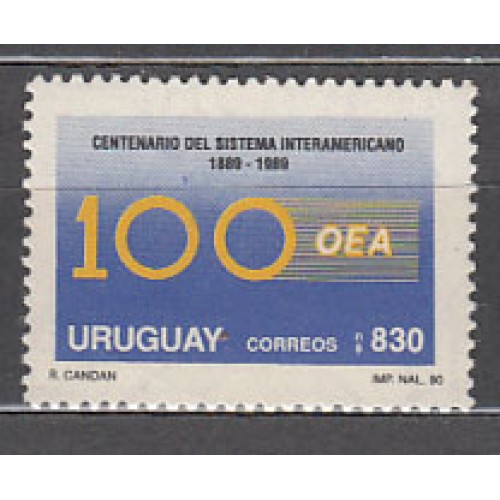 CENTENARIO DEL SISTEMA INTERAMERICANO
1889 - 1989
100 OEA
URUGUAY CORREOS N$ 830
R. CANDAN IMP. NAL. 90